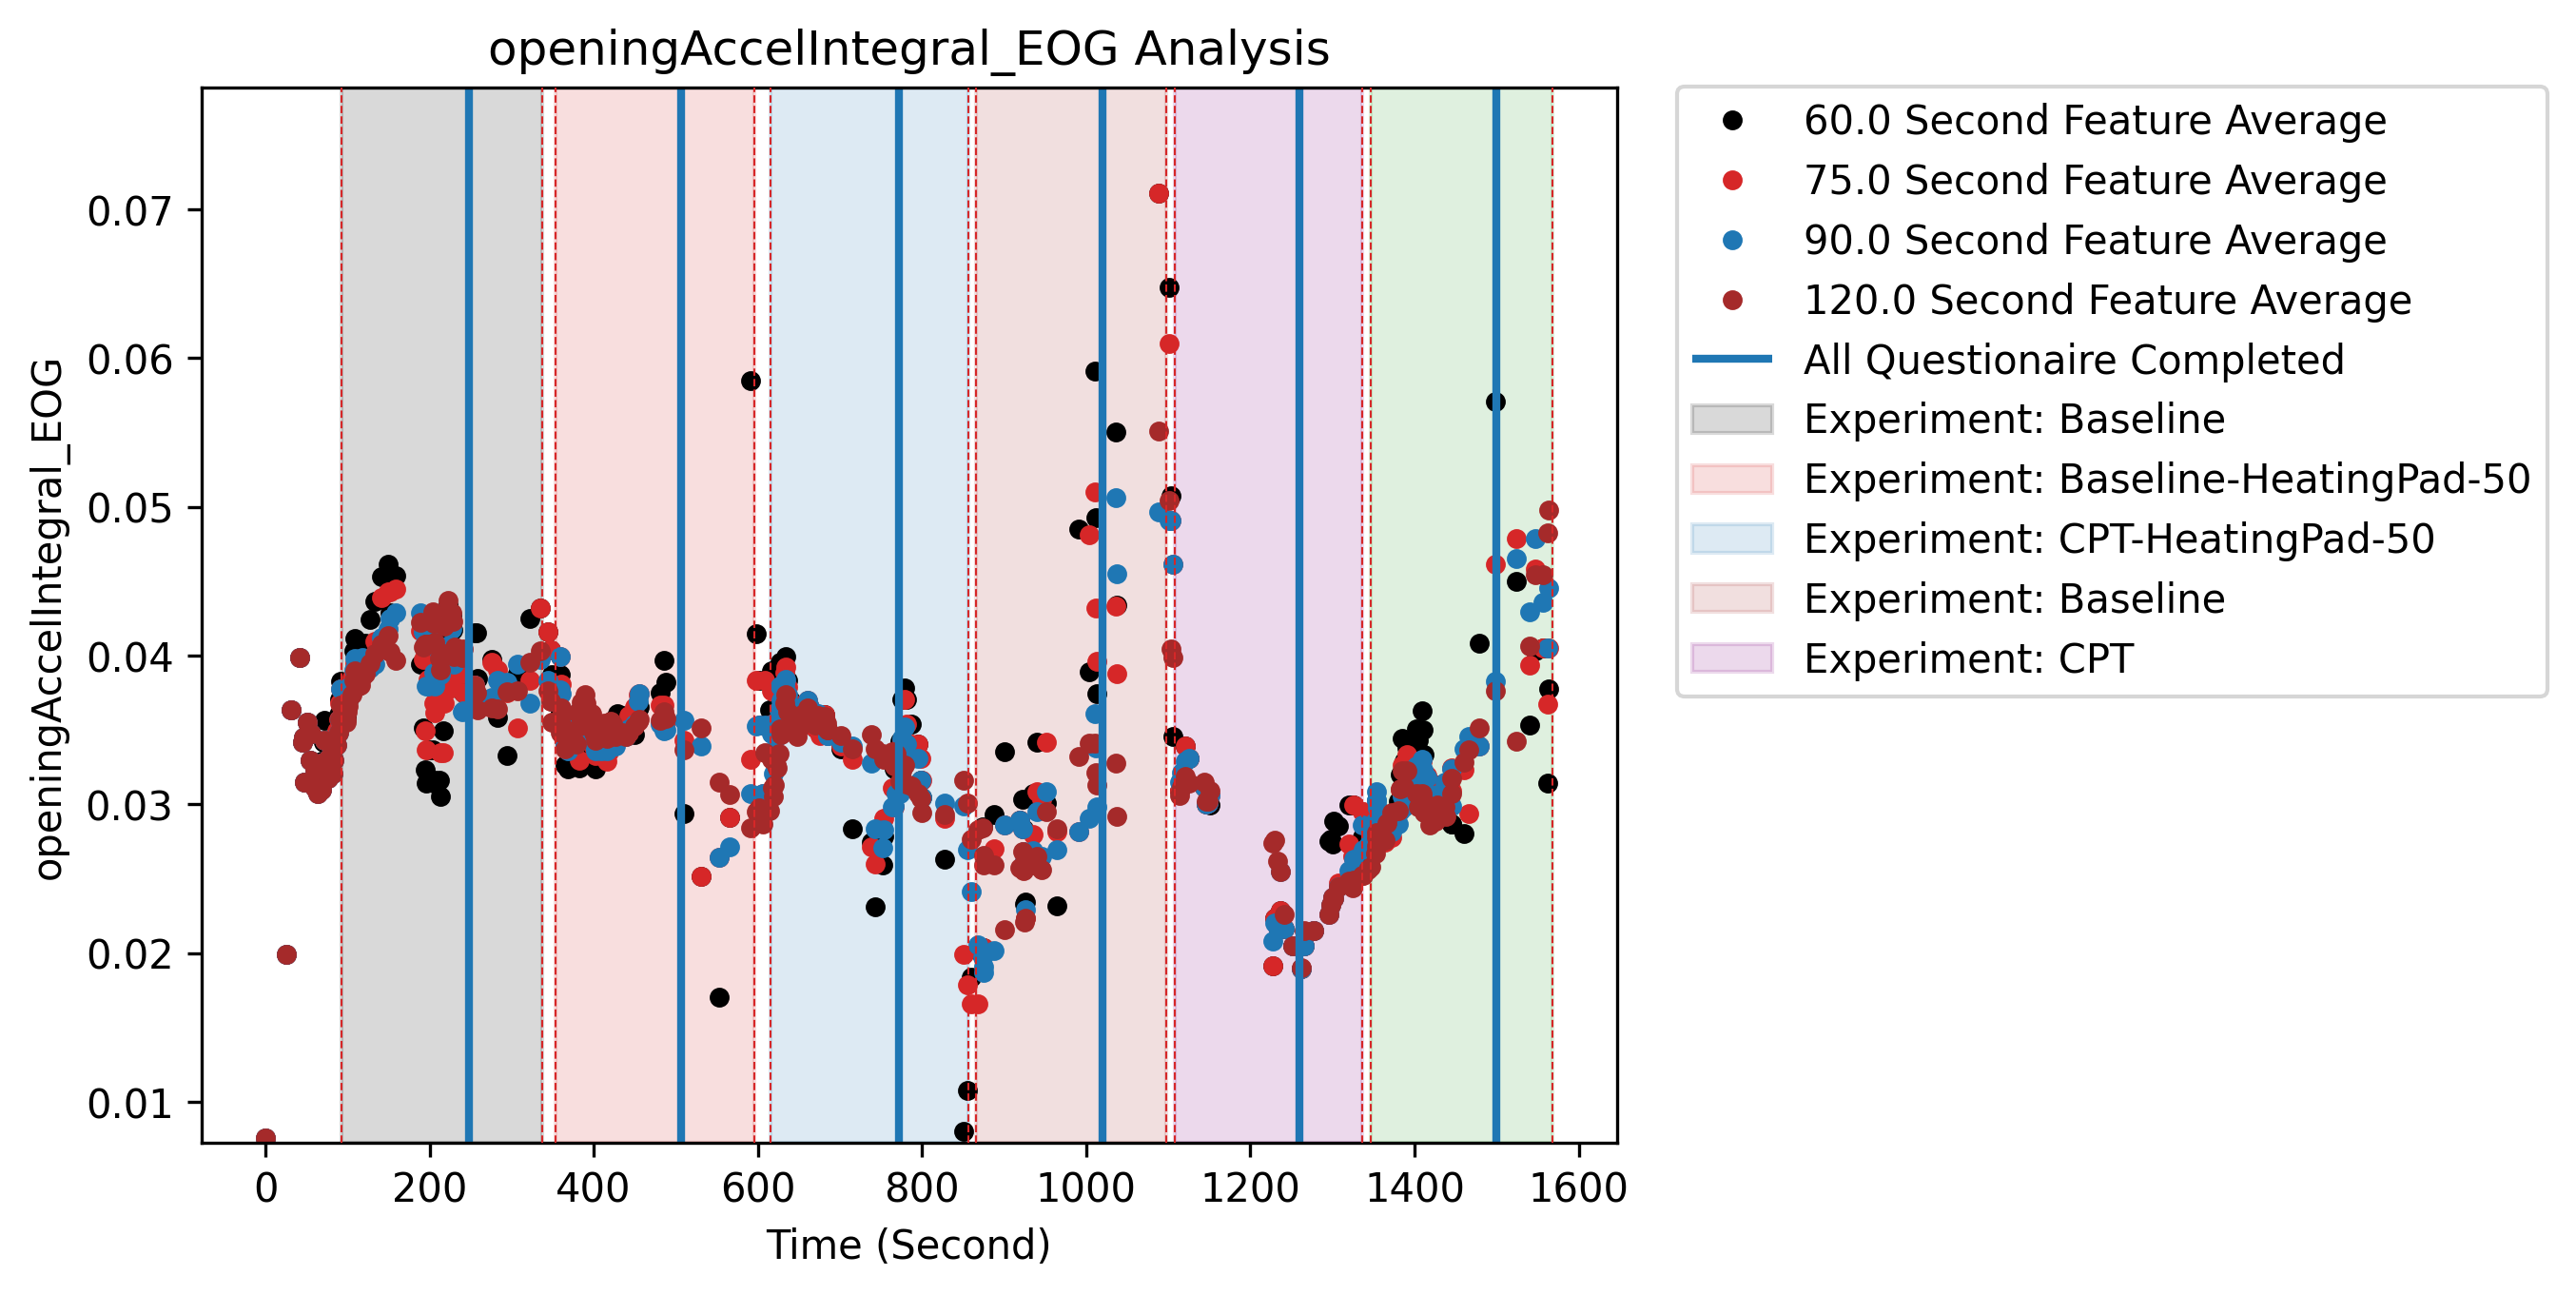 openingAccelIntegral_EOG Analysis
openingAccelIntegral_EOG
0.07
0.06
0.05
0.04
0.03
0.02
0.01
0
200
400
600
800
1000
1200
1400
1600
Time (Second)
60.0 Second Feature Average
75.0 Second Feature Average
90.0 Second Feature Average
120.0 Second Feature Average
All Questionaire Completed
Experiment: Baseline
Experiment: Baseline-HeatingPad-50
Experiment: CPT-HeatingPad-50
Experiment: Baseline
Experiment: CPT